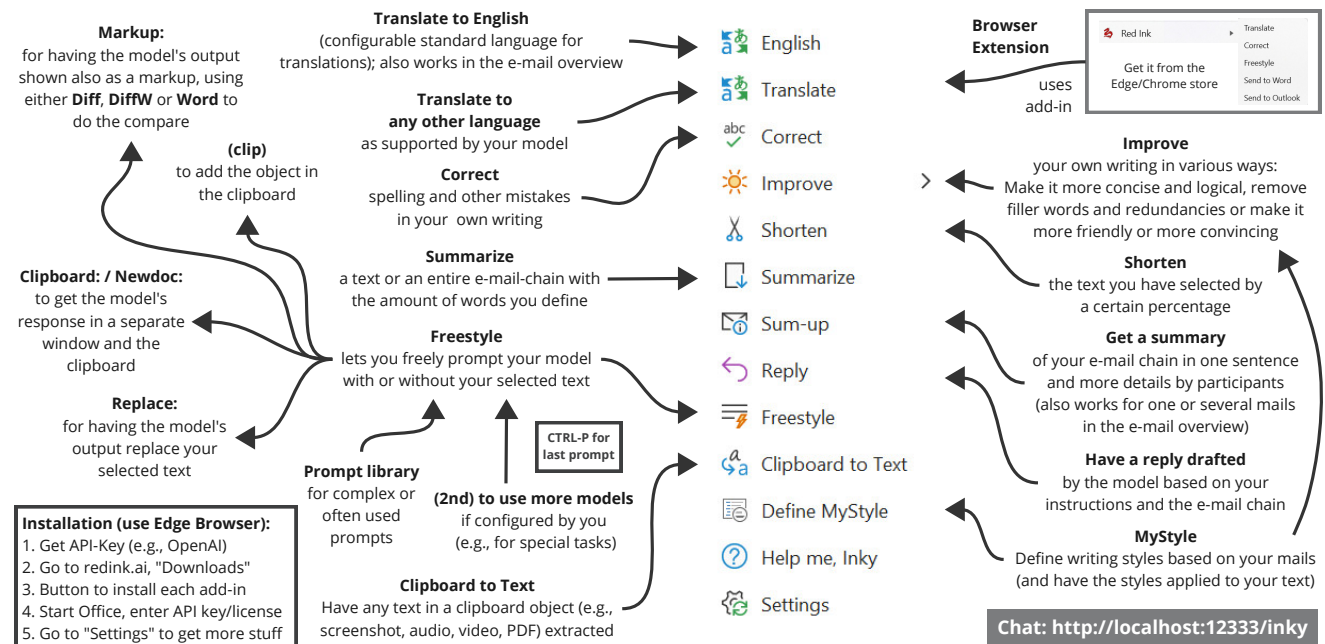 Markup:
for having the model's output
shown also as a markup, using
either Diff, DiffW or Word to
do the compare
(clip)
to add the object in
the clipboard
Clipboard: / Newdoc:
to get the model's
response in a separate
window and the
clipboard
Replace:
for having the model's
output replace your
selected text
Installation (use Edge Browser):
1. Get API-Key (e.g., OpenAI)
2. Go to redink.ai, "Downloads"
3. Button to install each add-in
4. Start Office, enter API key/license
5. Go to "Settings" to get more stuff
Translate to English
(configurable standard language for
translations); also works in the e-mail overview
Translate to
any other language
as supported by your model
Correct
spelling and other mistakes
in your own writing
Summarize
a text or an entire e-mail-chain with
the amount of words you define
Freestyle
lets you freely prompt your model
with or without your selected text
CTRL-P for
last prompt
Prompt library
for complex or
often used
prompts
(2nd) to use more models
if configured by you
(e.g., for special tasks)
Clipboard to Text
Have any text in a clipboard object (e.g.,
screenshot, audio, video, PDF) extracted
English
Translate
abc
Correct
Improve
Shorten
Summarize
Sum-up
Reply
Freestyle
Clipboard to Text
Define MyStyle
Help me, Inky
Settings
Browser
Extension
uses
add-in
Red Ink
Get it from the
Edge/Chrome store
Translate
Correct
Freestyle
Send to Word
Send to Outlook
Improve
your own writing in various ways:
Make it more concise and logical, remove
filler words and redundancies or make it
more friendly or more convincing
Shorten
the text you have selected by
a certain percentage
Get a summary
of your e-mail chain in one sentence
and more details by participants
(also works for one or several mails
in the e-mail overview)
Have a reply drafted
by the model based on your
instructions and the e-mail chain
MyStyle
Define writing styles based on your mails
(and have the styles applied to your text)
Chat: http://localhost:12333/inky